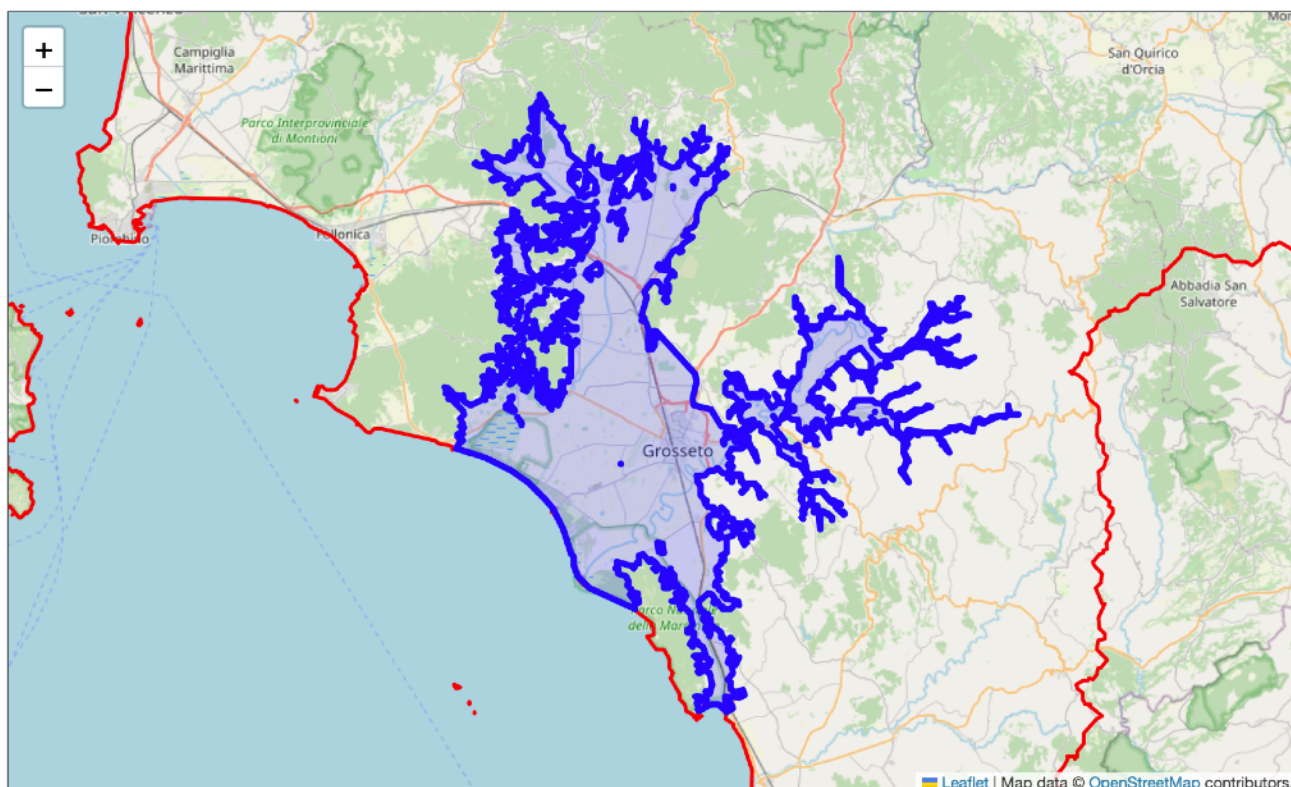 +
Campiglia
Marittima
San Quirico
d'Orcia
−
Parco Interprovinciale
di Montioni
Piombino
Follonica
Abbadia San
Salvatore
Grosseto
Leaflet | Map data © OpenStreetMap contributors